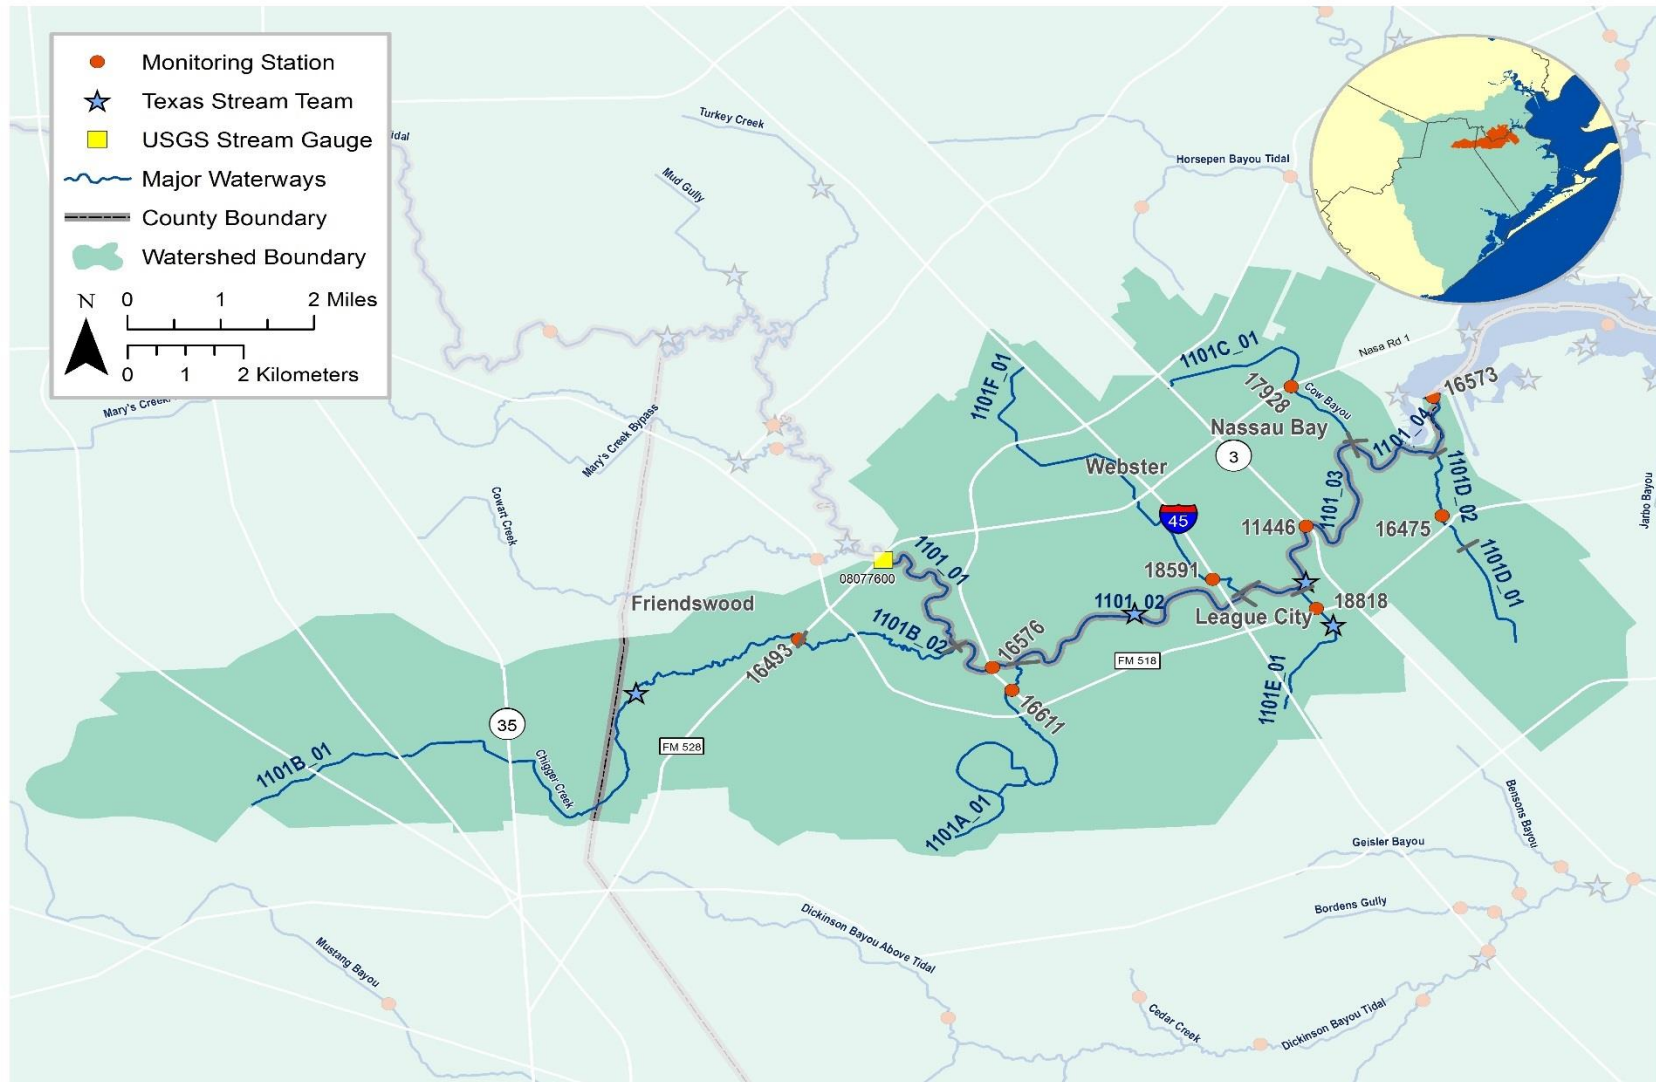 Monitoring Station
Texas Stream Team
USGS Stream Gauge
Major Waterways
County Boundary
Watershed Boundary
N
0 1 2 Miles
0 1 2 Kilometers
idal
Turkey Creek
Mud Gully
Horsepen Bayou Tidal
Mary's Creek
Mary's Creek Bypass
Cowart Creek
1101F_01
1101C_01
Nasa Rd 1
17928
Cow Bayou
16573
Nassau Bay
1101_04
3
Webster
1101_03
1101D_02
45
11446
16475
Jarbo Bayou
1101_01
08077600
18591
1101D_01
Friendswood
1101_02
League City
18818
1101B_02
16576
16493
FM 518
16611
1101E_01
35
FM 528
1101B_01
Chigger Creek
1101A_01
Bensons Bayou
Geisler Bayou
Bordens Gully
Dickinson Bayou Above Tidal
Mustang Bayou
Cedar Creek
Dickinson Bayou Tidal